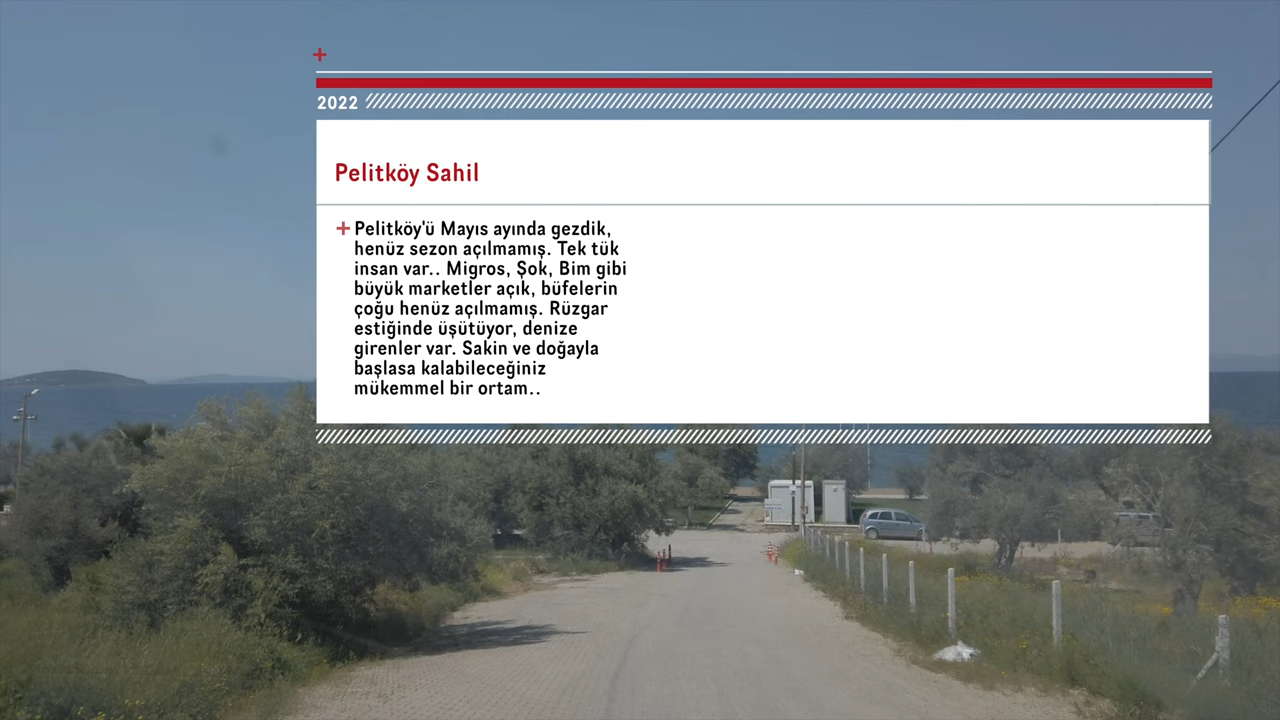 2022
Pelitköy Sahil
Pelitköy'ü Mayıs ayında gezdik,
henüz sezon açılmamış. Tek tük
insan var.. Migros, Şok, Bim gibi
büyük marketler açık, büfelerin
çoğu henüz açılmamış. Rüzgar
estiğinde üşütüyor, denize
girenler var. Sakin ve doğayla
başlasa kalabileceğiniz
mükemmel bir ortam..